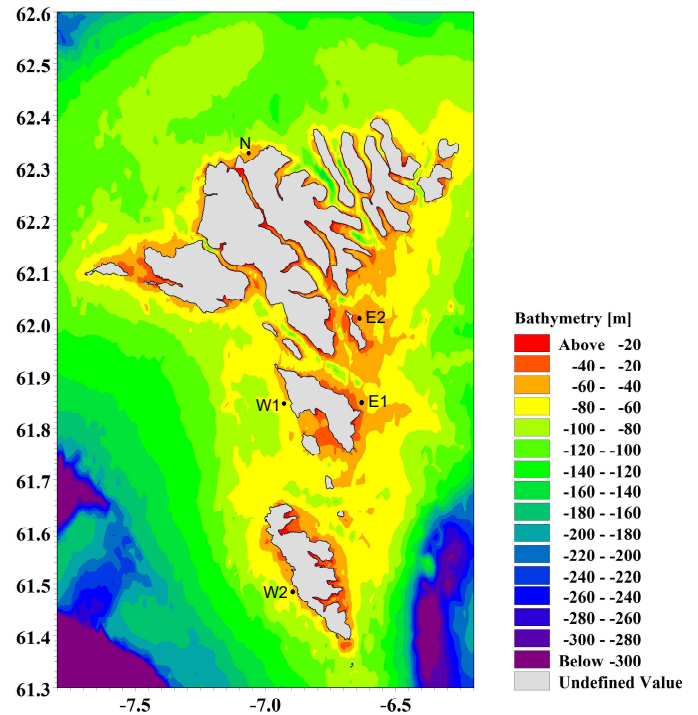 62.6
62.5
62.4
62.3
62.2
62.1
62.0
61.9
61.8
61.7
61.6
61.5
61.4
61.3
-7.5
-7.0
-6.5
N
E2
W1
E1
W2
Bathymetry [m]
Above -20
-40 - -20
-60 - -40
-80 - -60
-100 - -80
-120 - -100
-140 - -120
-160 - -140
-180 - -160
-200 - -180
-220 - -200
-240 - -220
-260 - -240
-280 - -260
-300 - -280
Below -300
Undefined Value